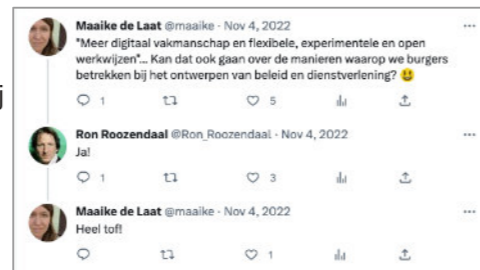 Maaike de Laat @maaike · Nov 4, 2022
"Meer digitaal vakmanschap en flexibele, experimentele en open
werkwijzen"... Kan dat ook gaan over de manieren waarop we burgers
betrekken bij het ontwerpen van beleid en dienstverlening? 😃
1 5
Ron Roozendaal @Ron_Roozendaal · Nov 4, 2022
Ja!
1 3
Maaike de Laat @maaike · Nov 4, 2022
Heel tof!
1